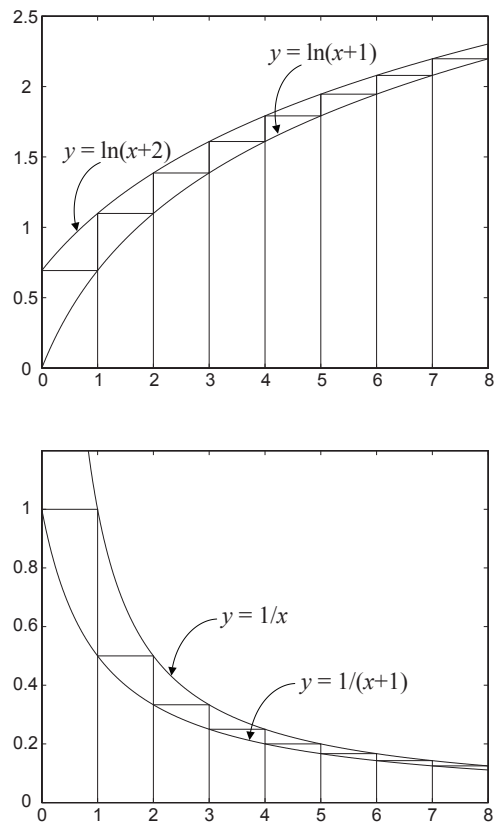 2.5
y = ln(x+1)
2
y = ln(x+2)
1.5
1
0.5
0
0 1 2 3 4 5 6 7 8
1
0.8
y = 1/x
0.6
y = 1/(x+1)
0.4
0.2
0
0 1 2 3 4 5 6 7 8